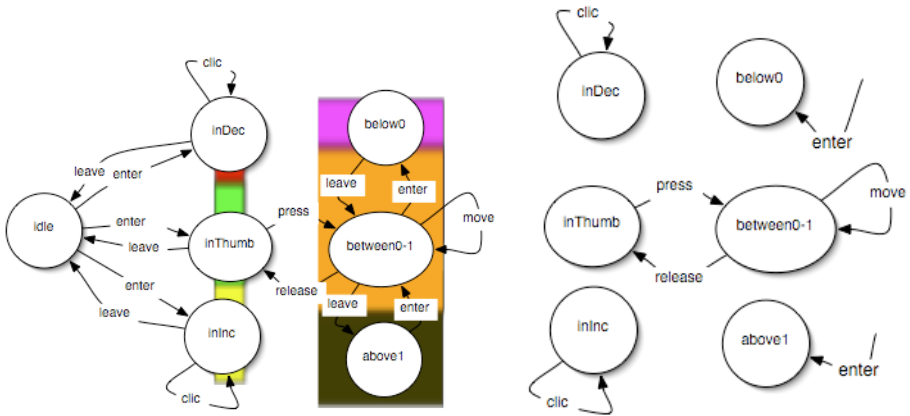 clic
inDec
leave
enter
idle
enter
leave
inThumb
enter
leave
inInc
clic
press
release
below0
leave
enter
between0-1
move
leave
enter
above1
clic
inDec
below0
enter
inThumb
press
release
between0-1
move
inInc
clic
above1
enter